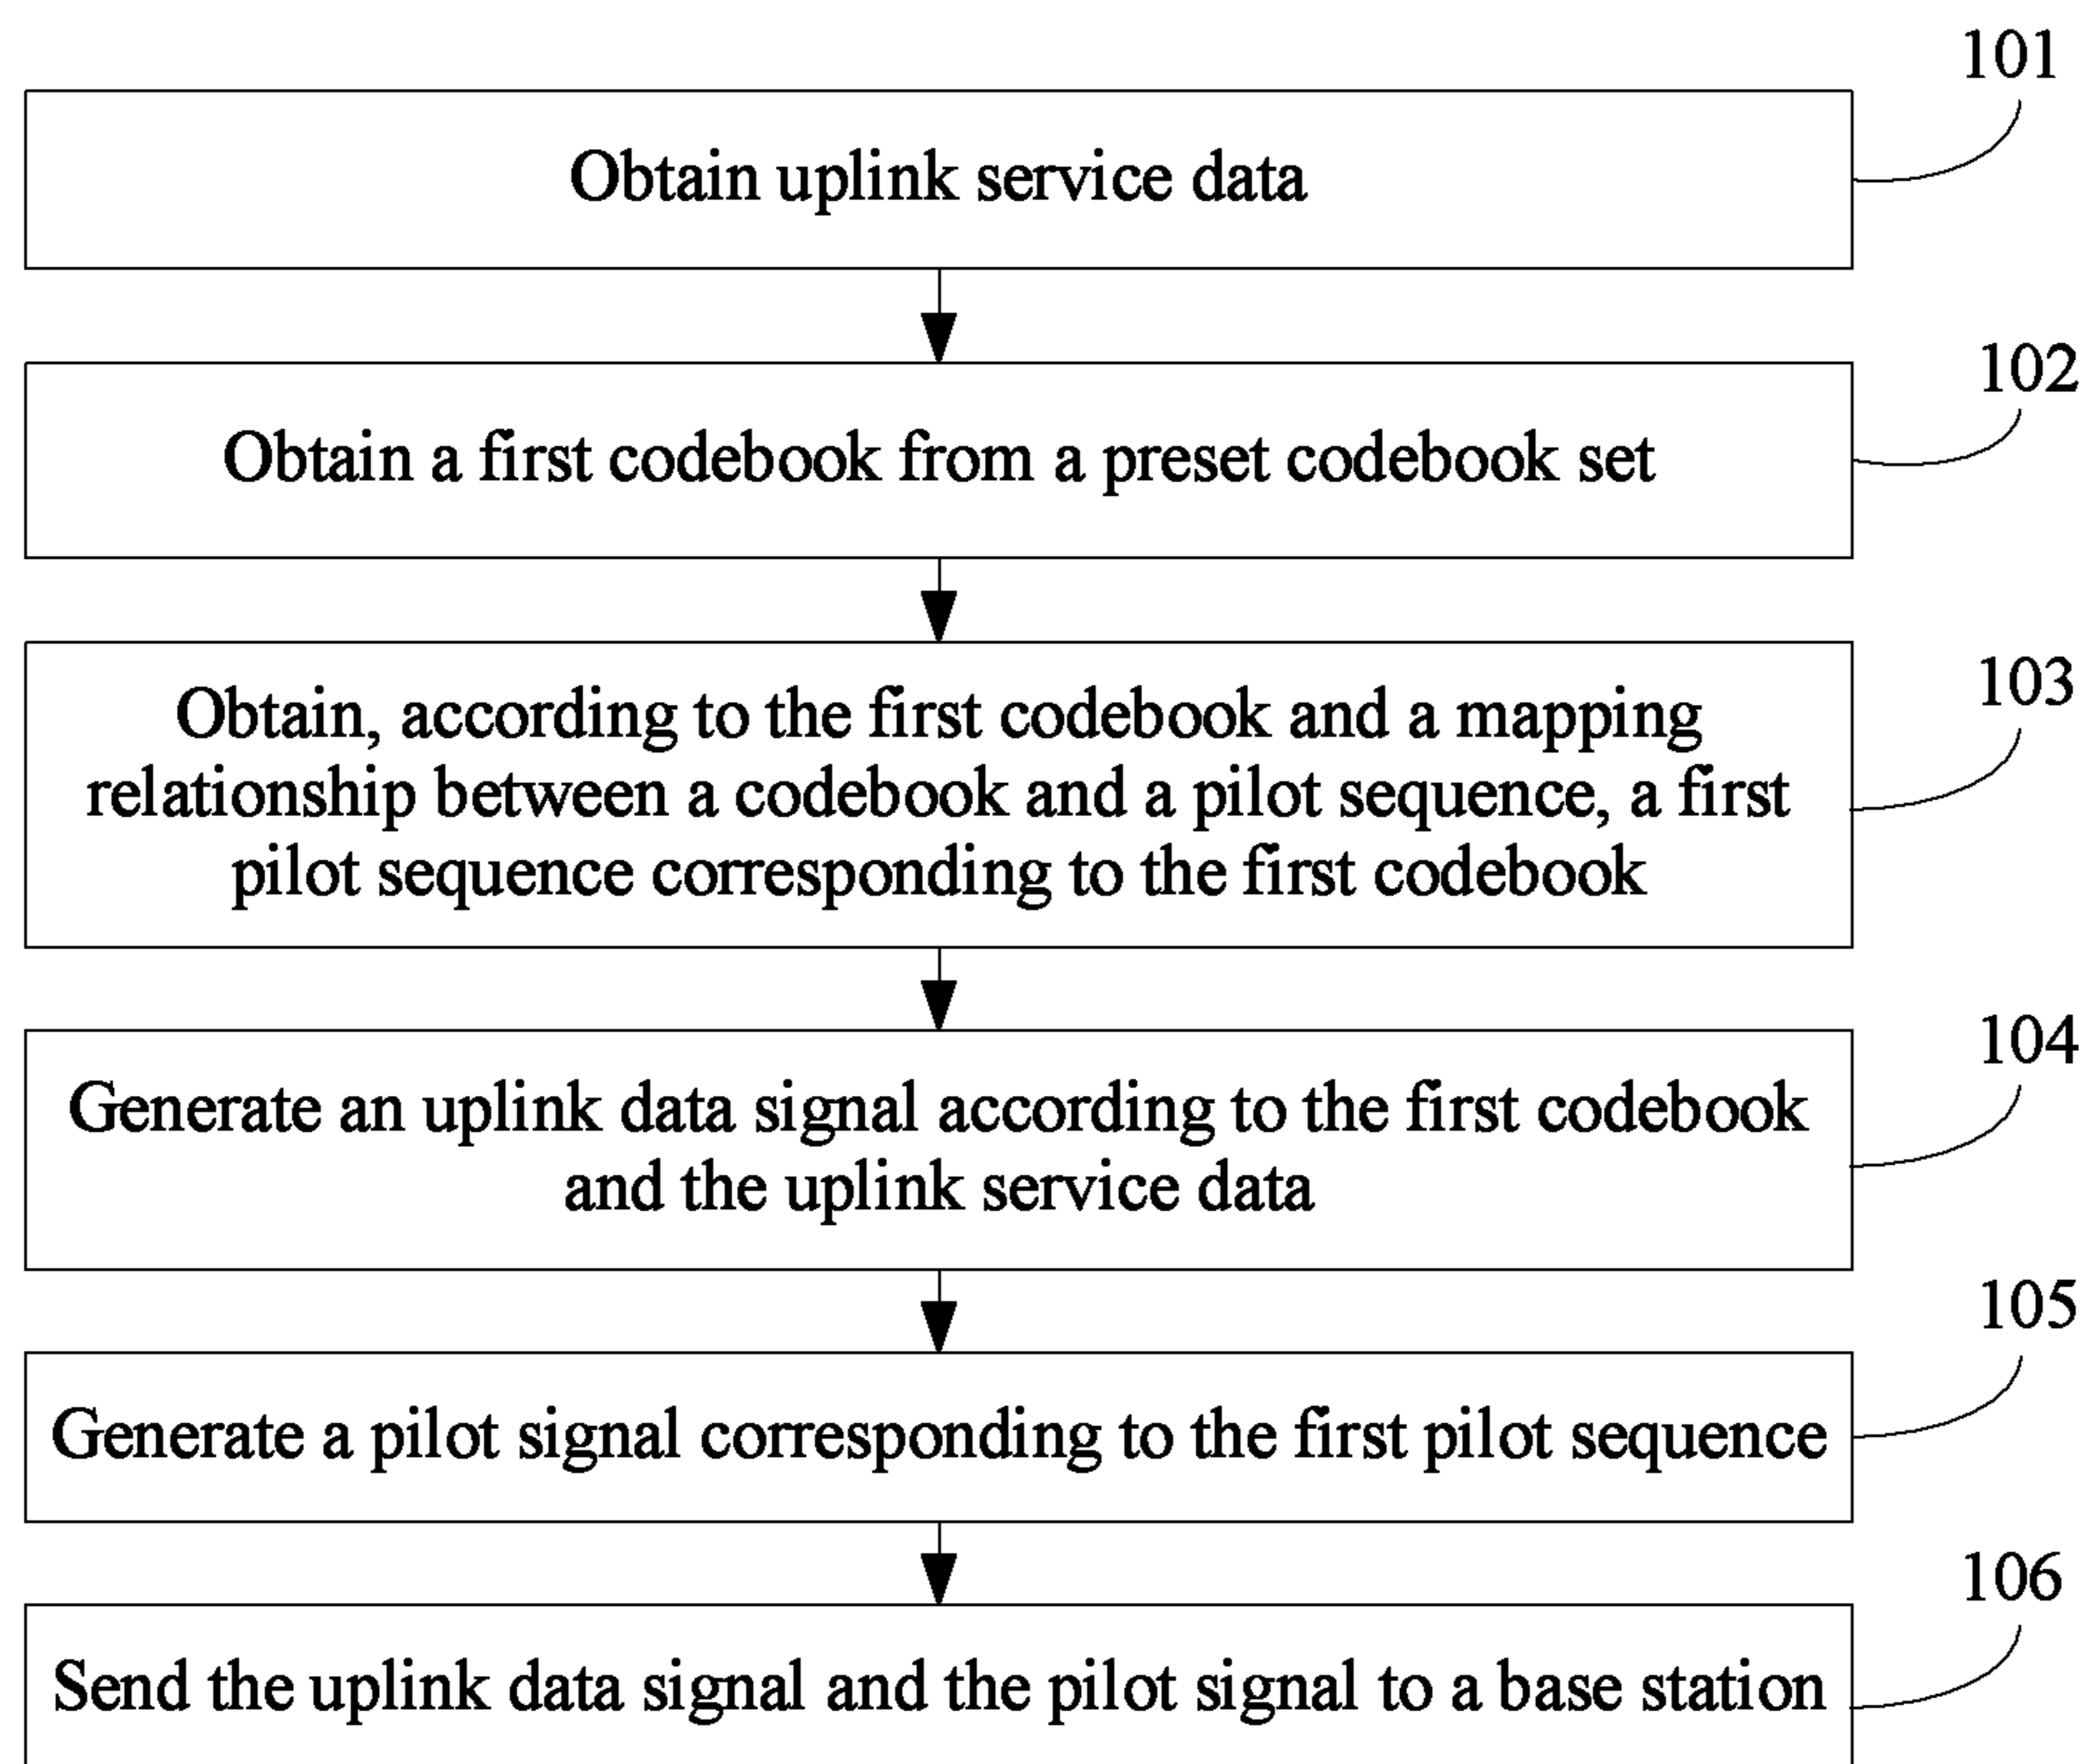 101
Obtain uplink service data
102
Obtain a first codebook from a preset codebook set
103
Obtain, according to the first codebook and a mapping
relationship between a codebook and a pilot sequence, a first
pilot sequence corresponding to the first codebook
104
Generate an uplink data signal according to the first codebook
and the uplink service data
105
Generate a pilot signal corresponding to the first pilot sequence
106
Send the uplink data signal and the pilot signal to a base station